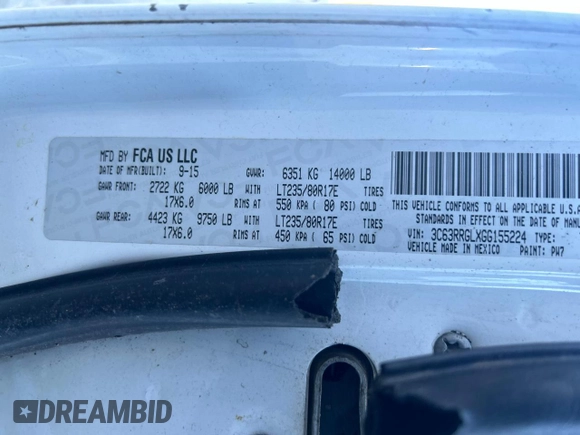 MFD BY FCA US LLC
DATE OF MFR(BUILT): 9-15 GVWR: 6351 KG 14000 LB
GAWR FRONT: 2722 KG 6000 LB WITH LT235/80R17E TIRES
17X6.0 RIMS AT 550 KPA ( 80 PSI) COLD
GAWR REAR: 4423 KG 9750 LB WITH LT235/80R17E TIRES
17X6.0 RIMS AT 450 KPA ( 65 PSI) COLD
THIS VEHICLE CONFORMS TO ALL APPLICABLE
STANDARDS IN EFFECT ON THE DATE OF MANU
VIN: 3C63RRGLXGG155224 TYPE:
VEHICLE MADE IN MEXICO PAINT: PW7
DREAMBID